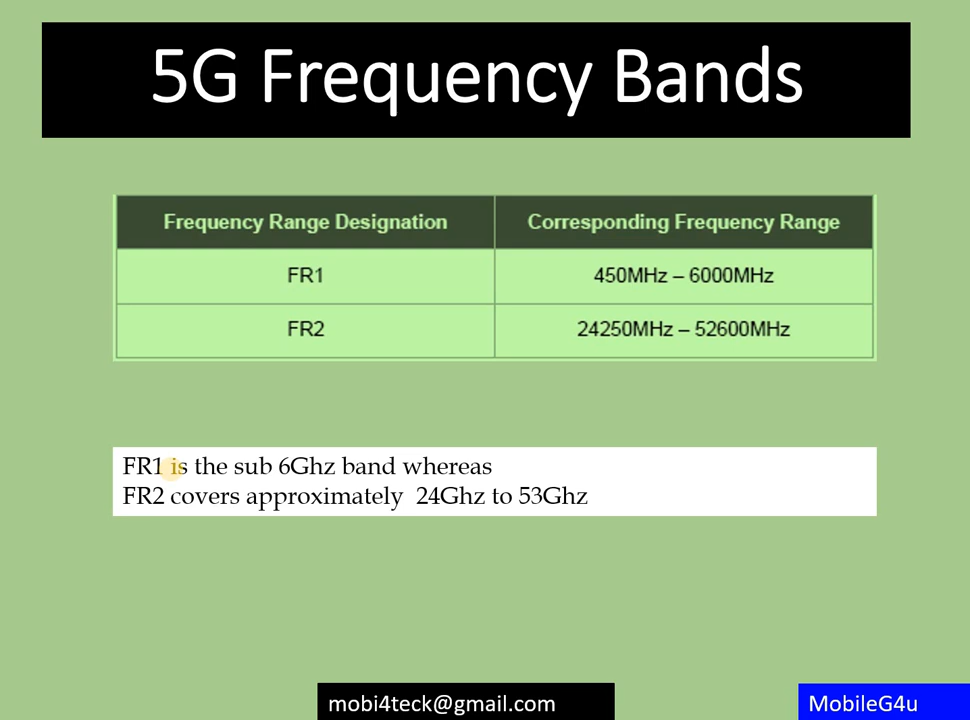 5G Frequency Bands
Frequency Range Designation Corresponding Frequency Range
FR1 450MHz – 6000MHz
FR2 24250MHz – 52600MHz
FR1 is the sub 6Ghz band whereas
FR2 covers approximately 24Ghz to 53Ghz
mobi4teck@gmail.com MobileG4u